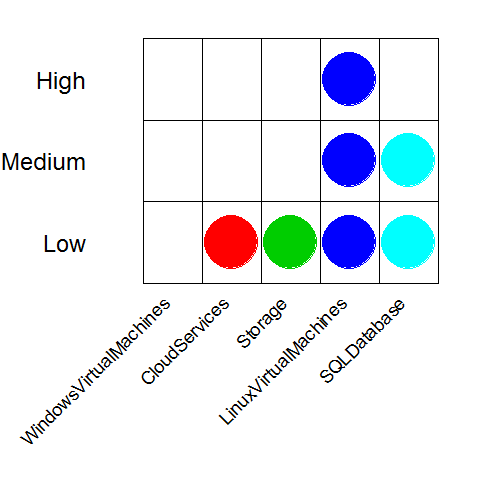 High
Medium
Low
WindowsVirtualMachines
CloudServices
Storage
LinuxVirtualMachines
SQLDatabase